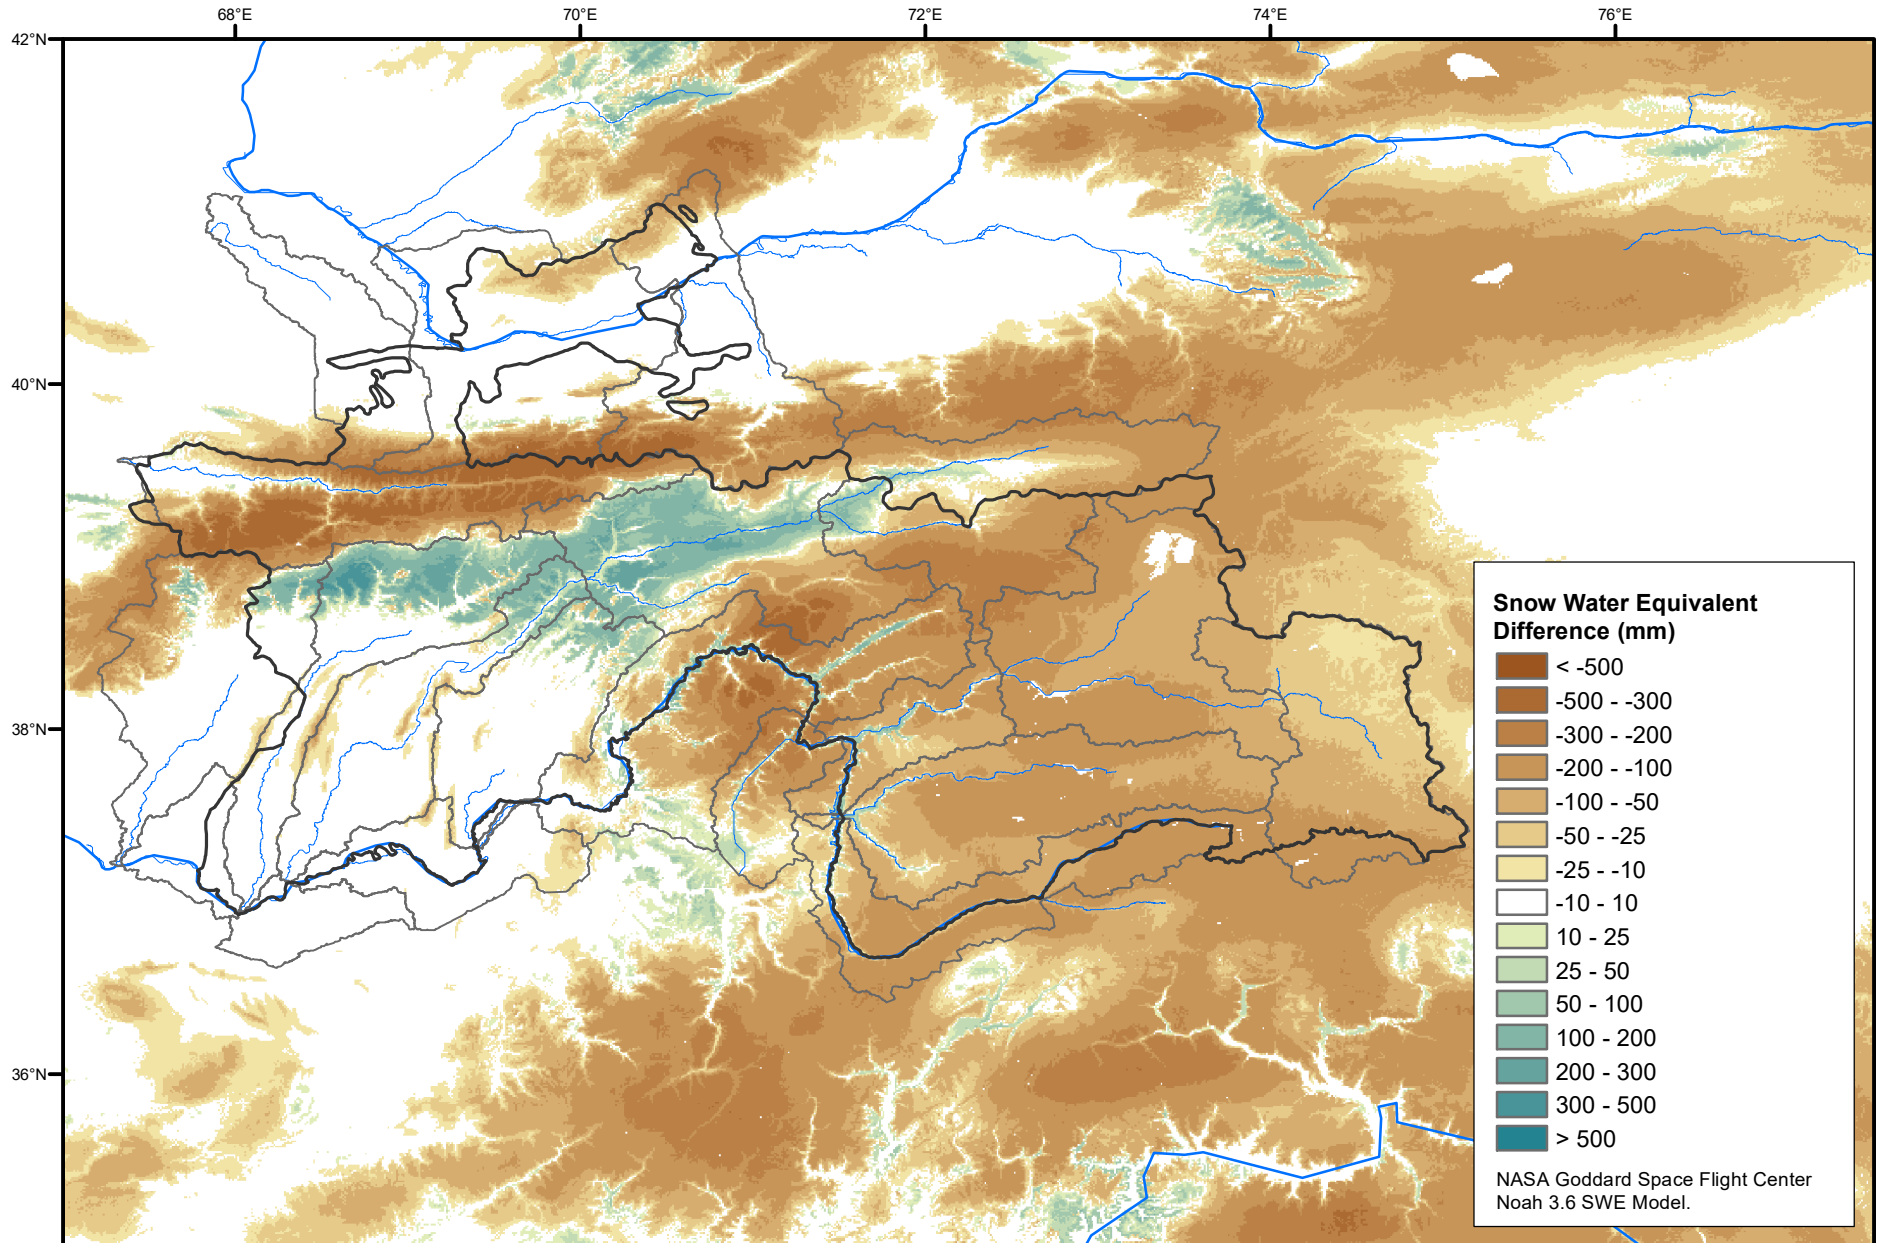 68°E 70°E 72°E 74°E 76°E
42°N
40°N
38°N
36°N
Snow Water Equivalent
Difference (mm)
< -500
-500 - -300
-300 - -200
-200 - -100
-100 - -50
-50 - -25
-25 - -10
-10 - 10
10 - 25
25 - 50
50 - 100
100 - 200
200 - 300
300 - 500
> 500
NASA Goddard Space Flight Center
Noah 3.6 SWE Model.